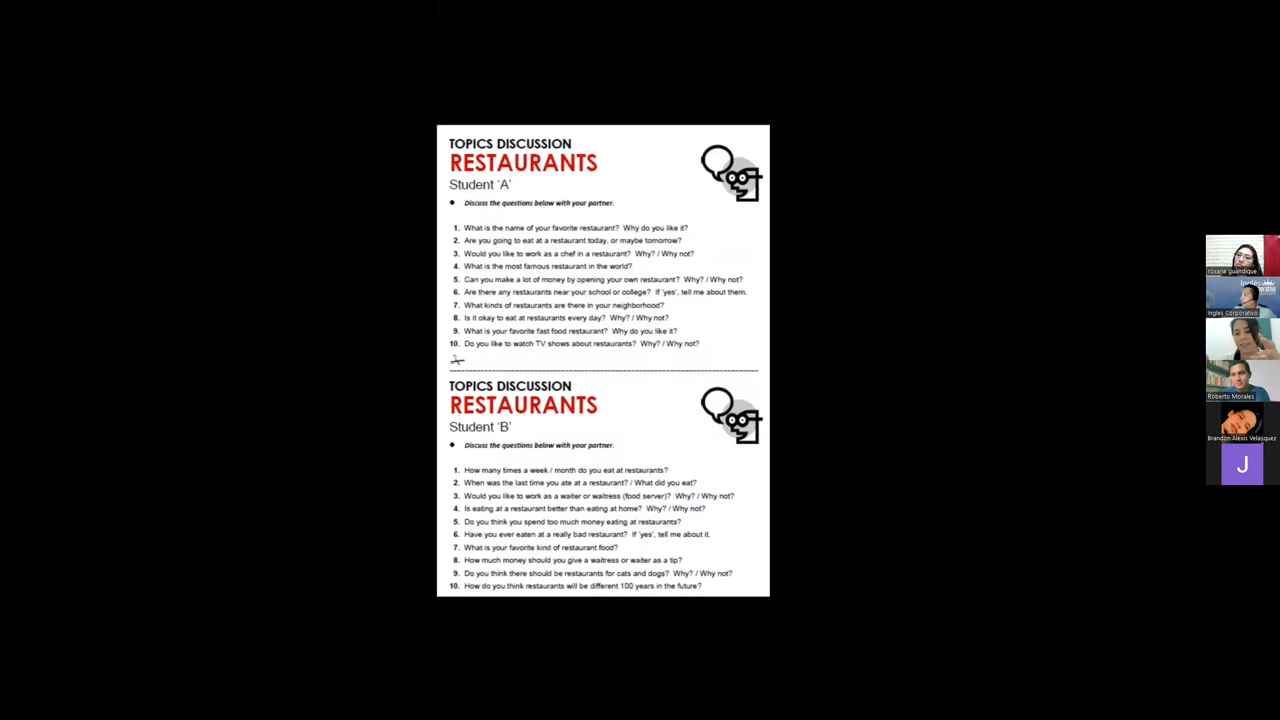 TOPICS DISCUSSION
RESTAURANTS
Student 'A'
● Discuss the questions below with your partner.
1. What is the name of your favorite restaurant? Why do you like it?
2. Are you going to eat at a restaurant today, or maybe tomorrow?
3. Would you like to work as a chef in a restaurant? Why? / Why not?
4. What is the most famous restaurant in the world?
5. Can you make a lot of money by opening your own restaurant? Why? / Why not?
6. Are there any restaurants near your school or college? If 'yes', tell me about them.
7. What kinds of restaurants are there in your neighborhood?
8. Is it okay to eat at restaurants every day? Why? / Why not?
9. What is your favorite fast food restaurant? Why do you like it?
10. Do you like to watch TV shows about restaurants? Why? / Why not?
TOPICS DISCUSSION
RESTAURANTS
Student 'B'
● Discuss the questions below with your partner.
1. How many times a week / month do you eat at restaurants?
2. When was the last time you ate at a restaurant? / What did you eat?
3. Would you like to work as a waiter or waitress (food server)? Why? / Why not?
4. Is eating at a restaurant better than eating at home? Why? / Why not?
5. Do you think you spend too much money eating at restaurants?
6. Have you ever eaten at a really bad restaurant? If 'yes', tell me about it.
7. What is your favorite kind of restaurant food?
8. How much money should you give a waitress or waiter as a tip?
9. Do you think there should be restaurants for cats and dogs? Why? / Why not?
10. How do you think restaurants will be different 100 years in the future?
roxana guandique
Inglés
Ingles Corporativo
Roberto Morales
Brandon Alexis Velasquez
J